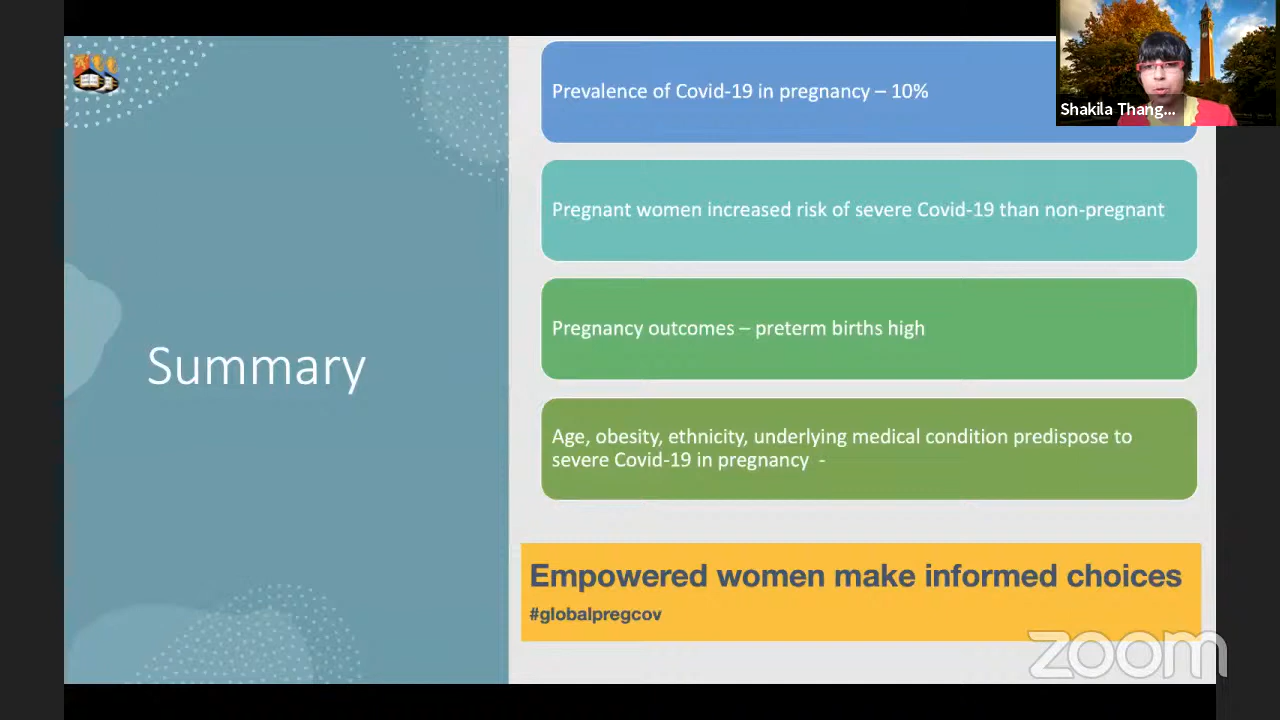 Summary
Prevalence of Covid-19 in pregnancy – 10%
Pregnant women increased risk of severe Covid-19 than non-pregnant
Pregnancy outcomes – preterm births high
Age, obesity, ethnicity, underlying medical condition predispose to
severe Covid-19 in pregnancy -
Empowered women make informed choices
#globalpregcov
Shakila Thang...
zoom